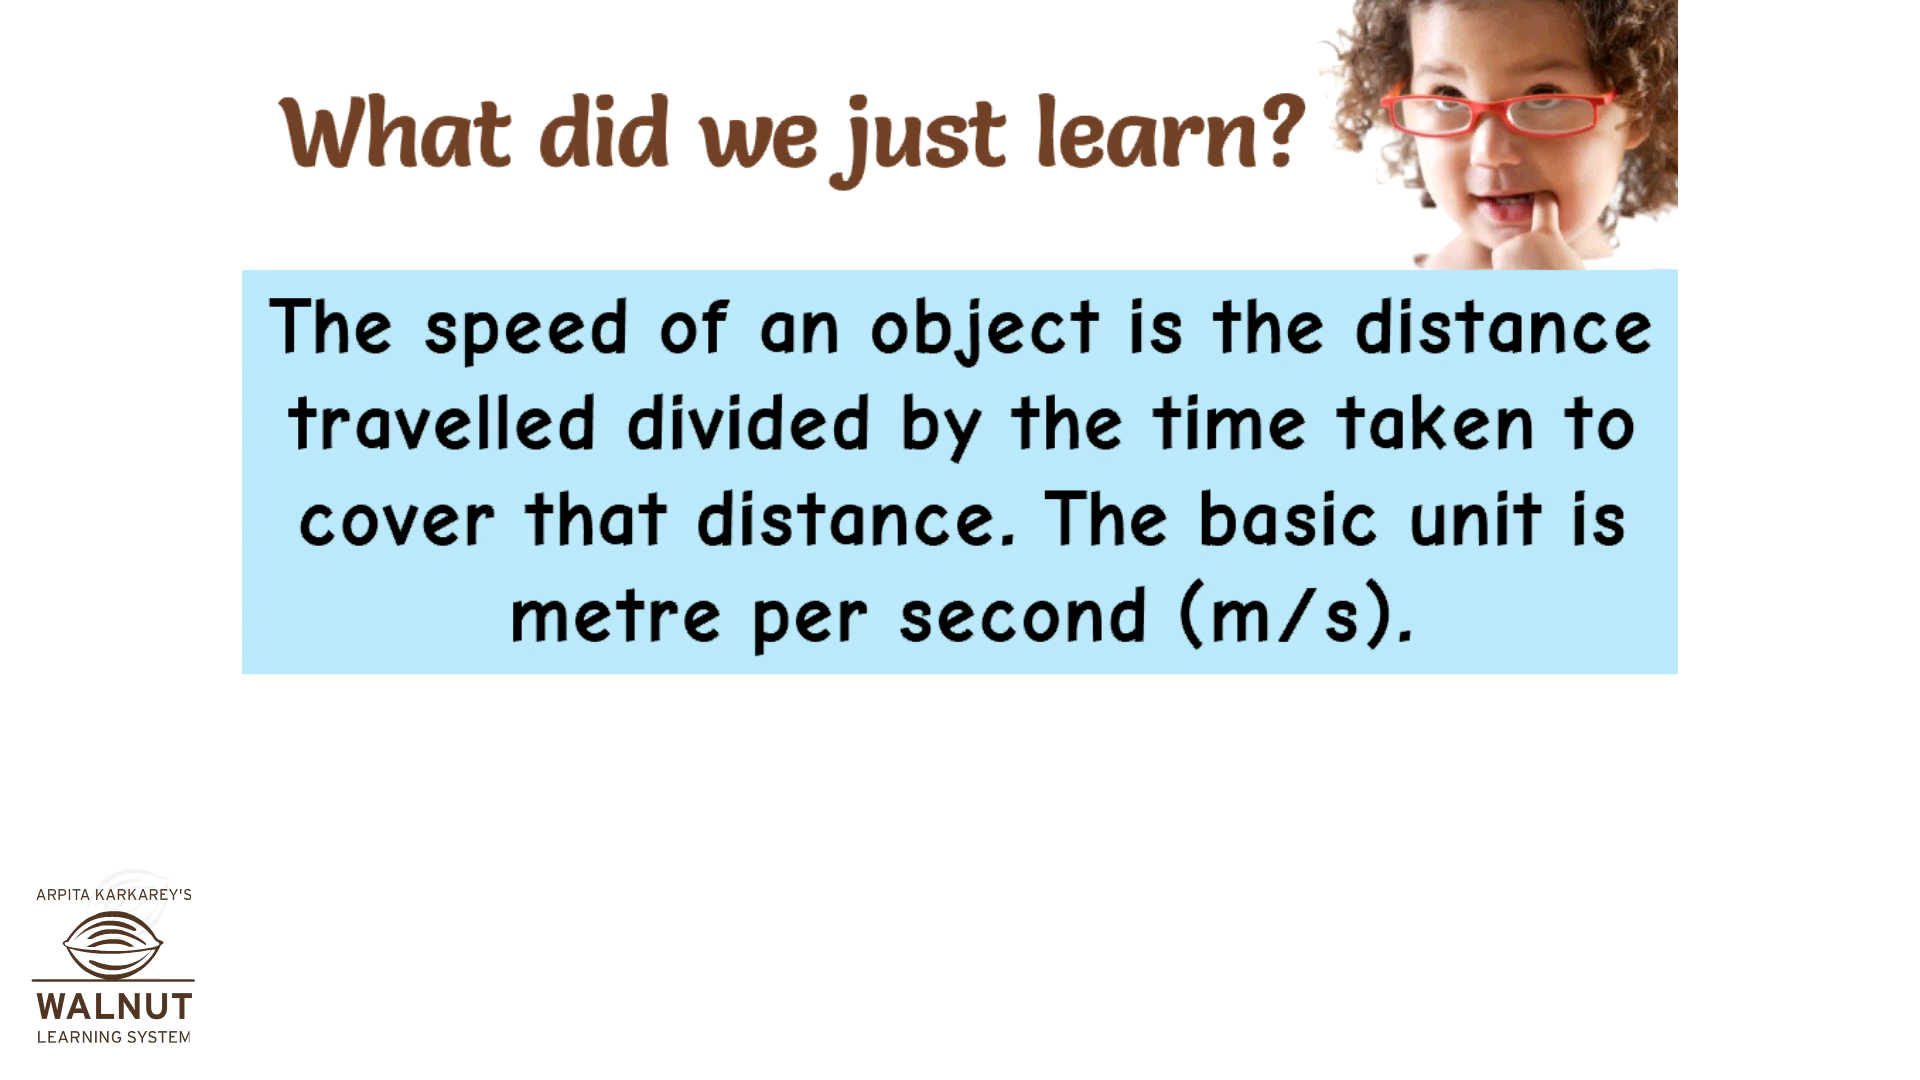 What did we just learn?
The speed of an object is the distance
travelled divided by the time taken to
cover that distance. The basic unit is
metre per second (m/s).
ARPITA KARKAREY'S
WALNUT
LEARNING SYSTEM